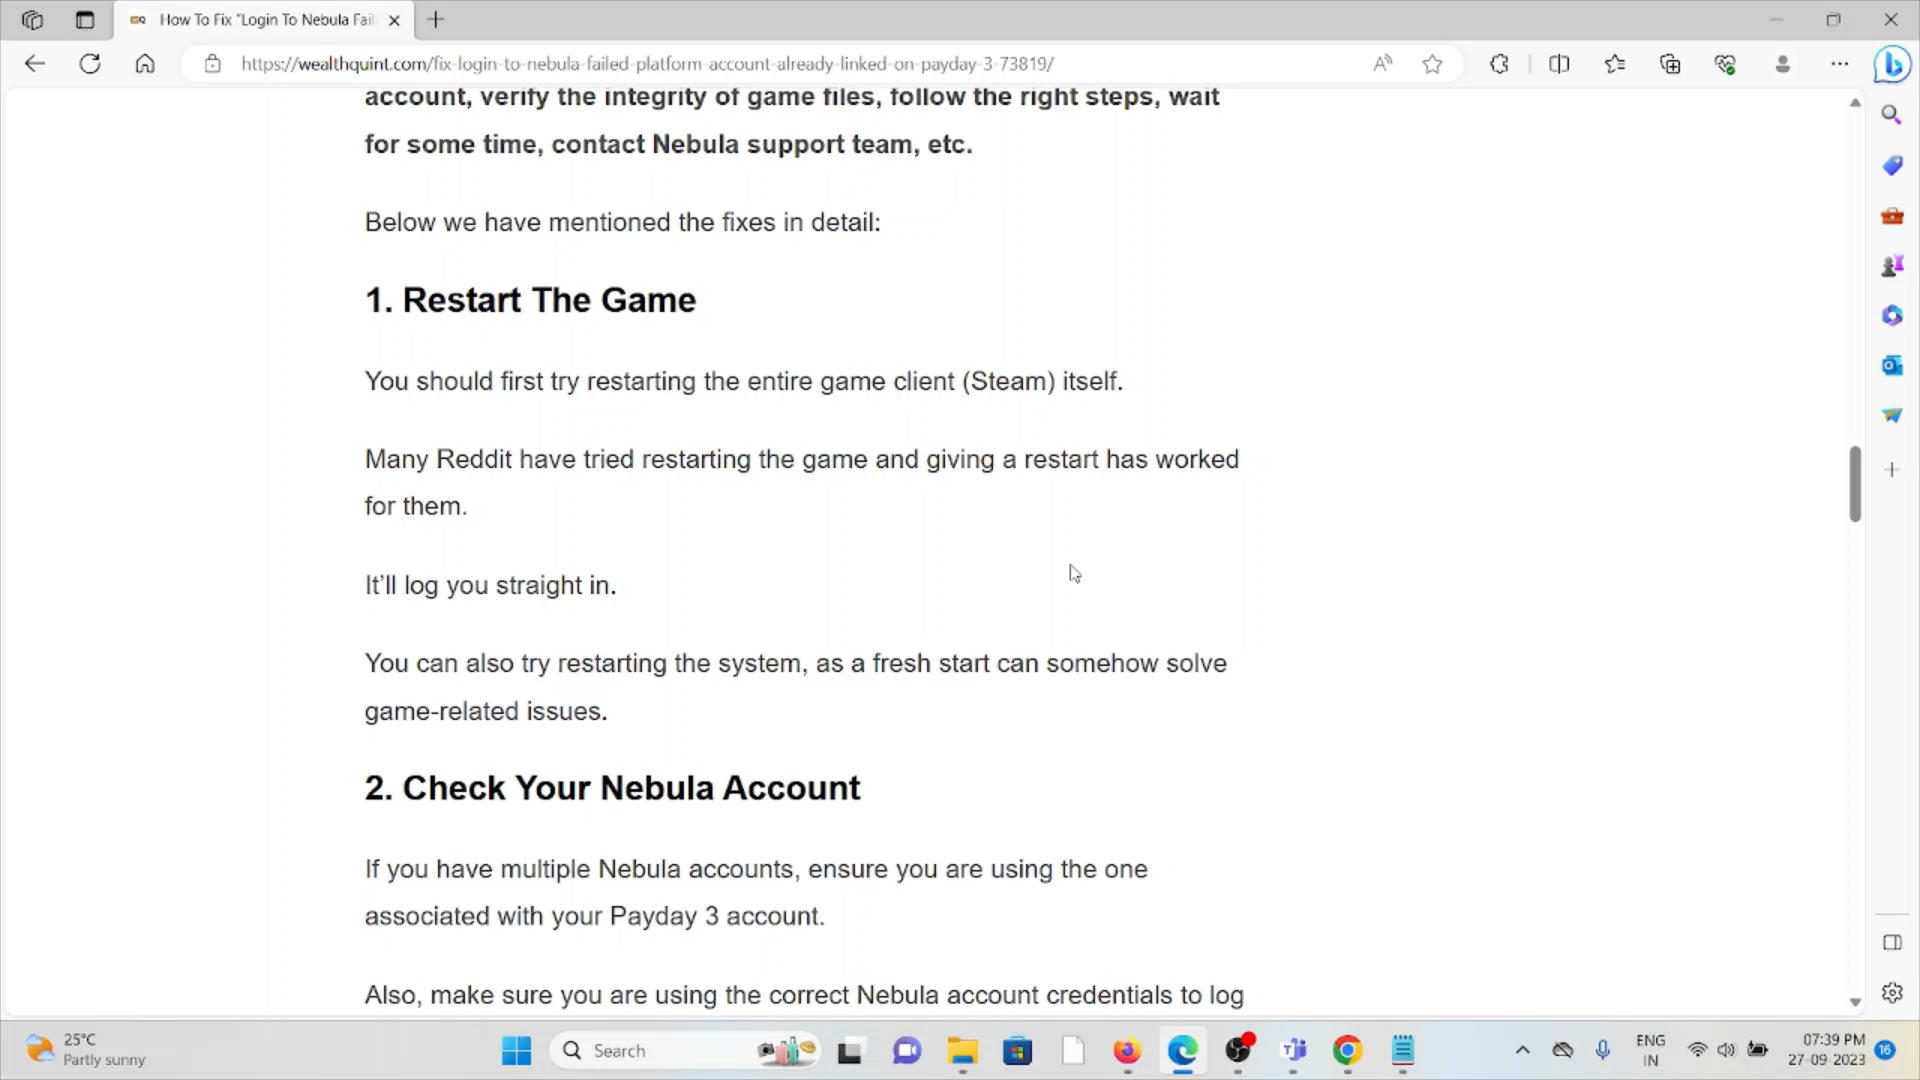 How To Fix "Login To Nebula Fail
https://wealthquint.com/fix-login-to-nebula-failed-platform-account-already-linked-on-payday-3-73819/
account, verify the integrity of game files, follow the right steps, wait
for some time, contact Nebula support team, etc.
Below we have mentioned the fixes in detail:
1. Restart The Game
You should first try restarting the entire game client (Steam) itself.
Many Reddit have tried restarting the game and giving a restart has worked
for them.
It’ll log you straight in.
You can also try restarting the system, as a fresh start can somehow solve
game-related issues.
2. Check Your Nebula Account
If you have multiple Nebula accounts, ensure you are using the one
associated with your Payday 3 account.
Also, make sure you are using the correct Nebula account credentials to log
25°C
Partly sunny
Search
ENG
IN
07:39 PM
27-09-2023
16